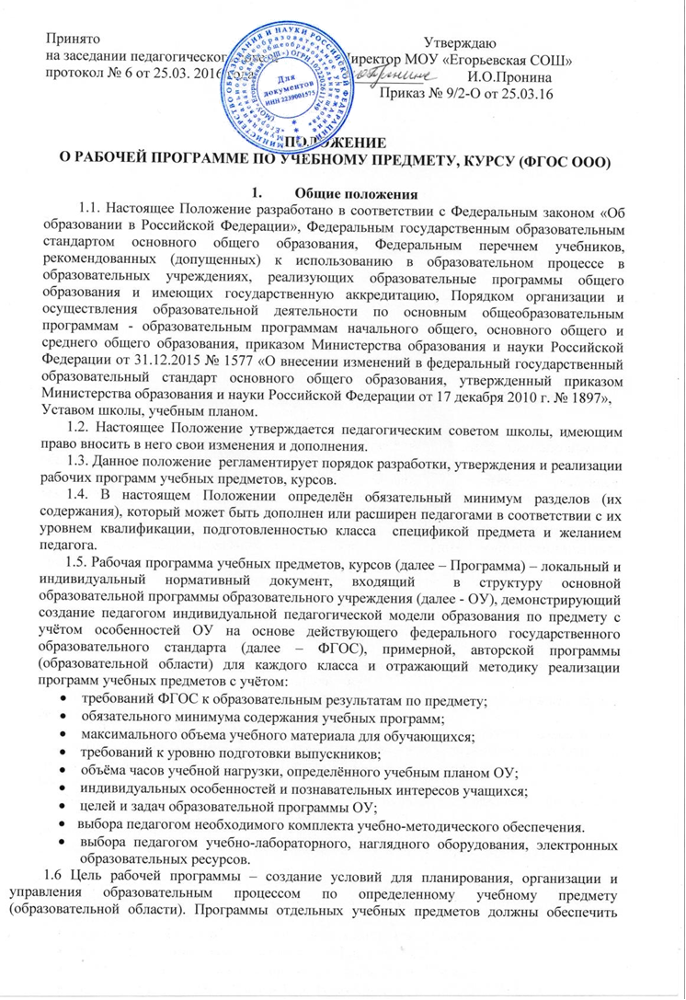 Принято
на заседании педагогического
протокол № 6 от 25.03. 2016 года
Утверждаю
Директор МОУ «Егорьевская СОШ»
И.О.Пронина
Приказ № 9/2-О от 25.03.16
Для
документов
ИНН 2239001575
ПОЛОЖЕНИЕ
О РАБОЧЕЙ ПРОГРАММЕ ПО УЧЕБНОМУ ПРЕДМЕТУ, КУРСУ (ФГОС ООО)
1. Общие положения
1.1. Настоящее Положение разработано в соответствии с Федеральным законом «Об
образовании в Российской Федерации», Федеральным государственным образовательным
стандартом основного общего образования, Федеральным перечнем учебников,
рекомендованных (допущенных) к использованию в образовательном процессе в
образовательных учреждениях, реализующих образовательные программы общего
образования и имеющих государственную аккредитацию, Порядком организации и
осуществления образовательной деятельности по основным общеобразовательным
программам - образовательным программам начального общего, основного общего и
среднего общего образования, приказом Министерства образования и науки Российской
Федерации от 31.12.2015 № 1577 «О внесении изменений в федеральный государственный
образовательный стандарт основного общего образования, утвержденный приказом
Министерства образования и науки Российской Федерации от 17 декабря 2010 г. № 1897»,
Уставом школы, учебным планом.
1.2. Настоящее Положение утверждается педагогическим советом школы, имеющим
право вносить в него свои изменения и дополнения.
1.3. Данное положение регламентирует порядок разработки, утверждения и реализации
рабочих программ учебных предметов, курсов.
1.4. В настоящем Положении определён обязательный минимум разделов (их
содержания), который может быть дополнен или расширен педагогами в соответствии с их
уровнем квалификации, подготовленностью класса спецификой предмета и желанием
педагога.
1.5. Рабочая программа учебных предметов, курсов (далее – Программа) – локальный и
индивидуальный нормативный документ, входящий в структуру основной
образовательной программы образовательного учреждения (далее - ОУ), демонстрирующий
создание педагогом индивидуальной педагогической модели образования по предмету с
учётом особенностей ОУ на основе действующего федерального государственного
образовательного стандарта (далее – ФГОС), примерной, авторской программы
(образовательной области) для каждого класса и отражающий методику реализации
программ учебных предметов с учётом:
• требований ФГОС к образовательным результатам по предмету;
• обязательного минимума содержания учебных программ;
• максимального объема учебного материала для обучающихся;
• требований к уровню подготовки выпускников;
• объёма часов учебной нагрузки, определённого учебным планом ОУ;
• индивидуальных особенностей и познавательных интересов учащихся;
• целей и задач образовательной программы ОУ;
• выбора педагогом необходимого комплекта учебно-методического обеспечения.
• выбора педагогом учебно-лабораторного, наглядного оборудования, электронных
образовательных ресурсов.
1.6 Цель рабочей программы – создание условий для планирования, организации и
управления образовательным процессом по определенному учебному предмету
(образовательной области). Программы отдельных учебных предметов должны обеспечить